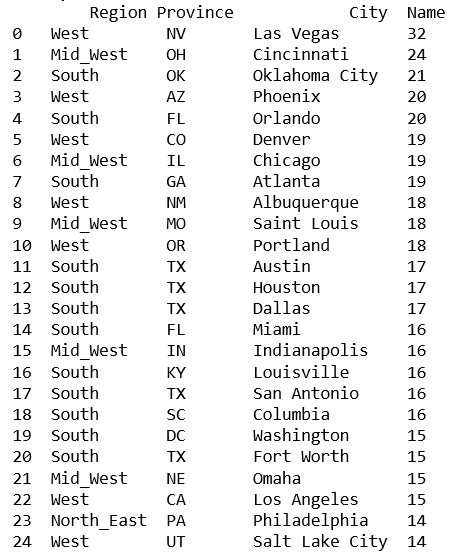 Region Province City Name
0 West NV Las Vegas 32
1 Mid_West OH Cincinnati 24
2 South OK Oklahoma City 21
3 West AZ Phoenix 20
4 South FL Orlando 20
5 West CO Denver 19
6 Mid_West IL Chicago 19
7 South GA Atlanta 19
8 West NM Albuquerque 18
9 Mid_West MO Saint Louis 18
10 West OR Portland 18
11 South TX Austin 17
12 South TX Houston 17
13 South TX Dallas 17
14 South FL Miami 16
15 Mid_West IN Indianapolis 16
16 South KY Louisville 16
17 South TX San Antonio 16
18 South SC Columbia 16
19 South DC Washington 15
20 South TX Fort Worth 15
21 Mid_West NE Omaha 15
22 West CA Los Angeles 15
23 North_East PA Philadelphia 14
24 West UT Salt Lake City 14